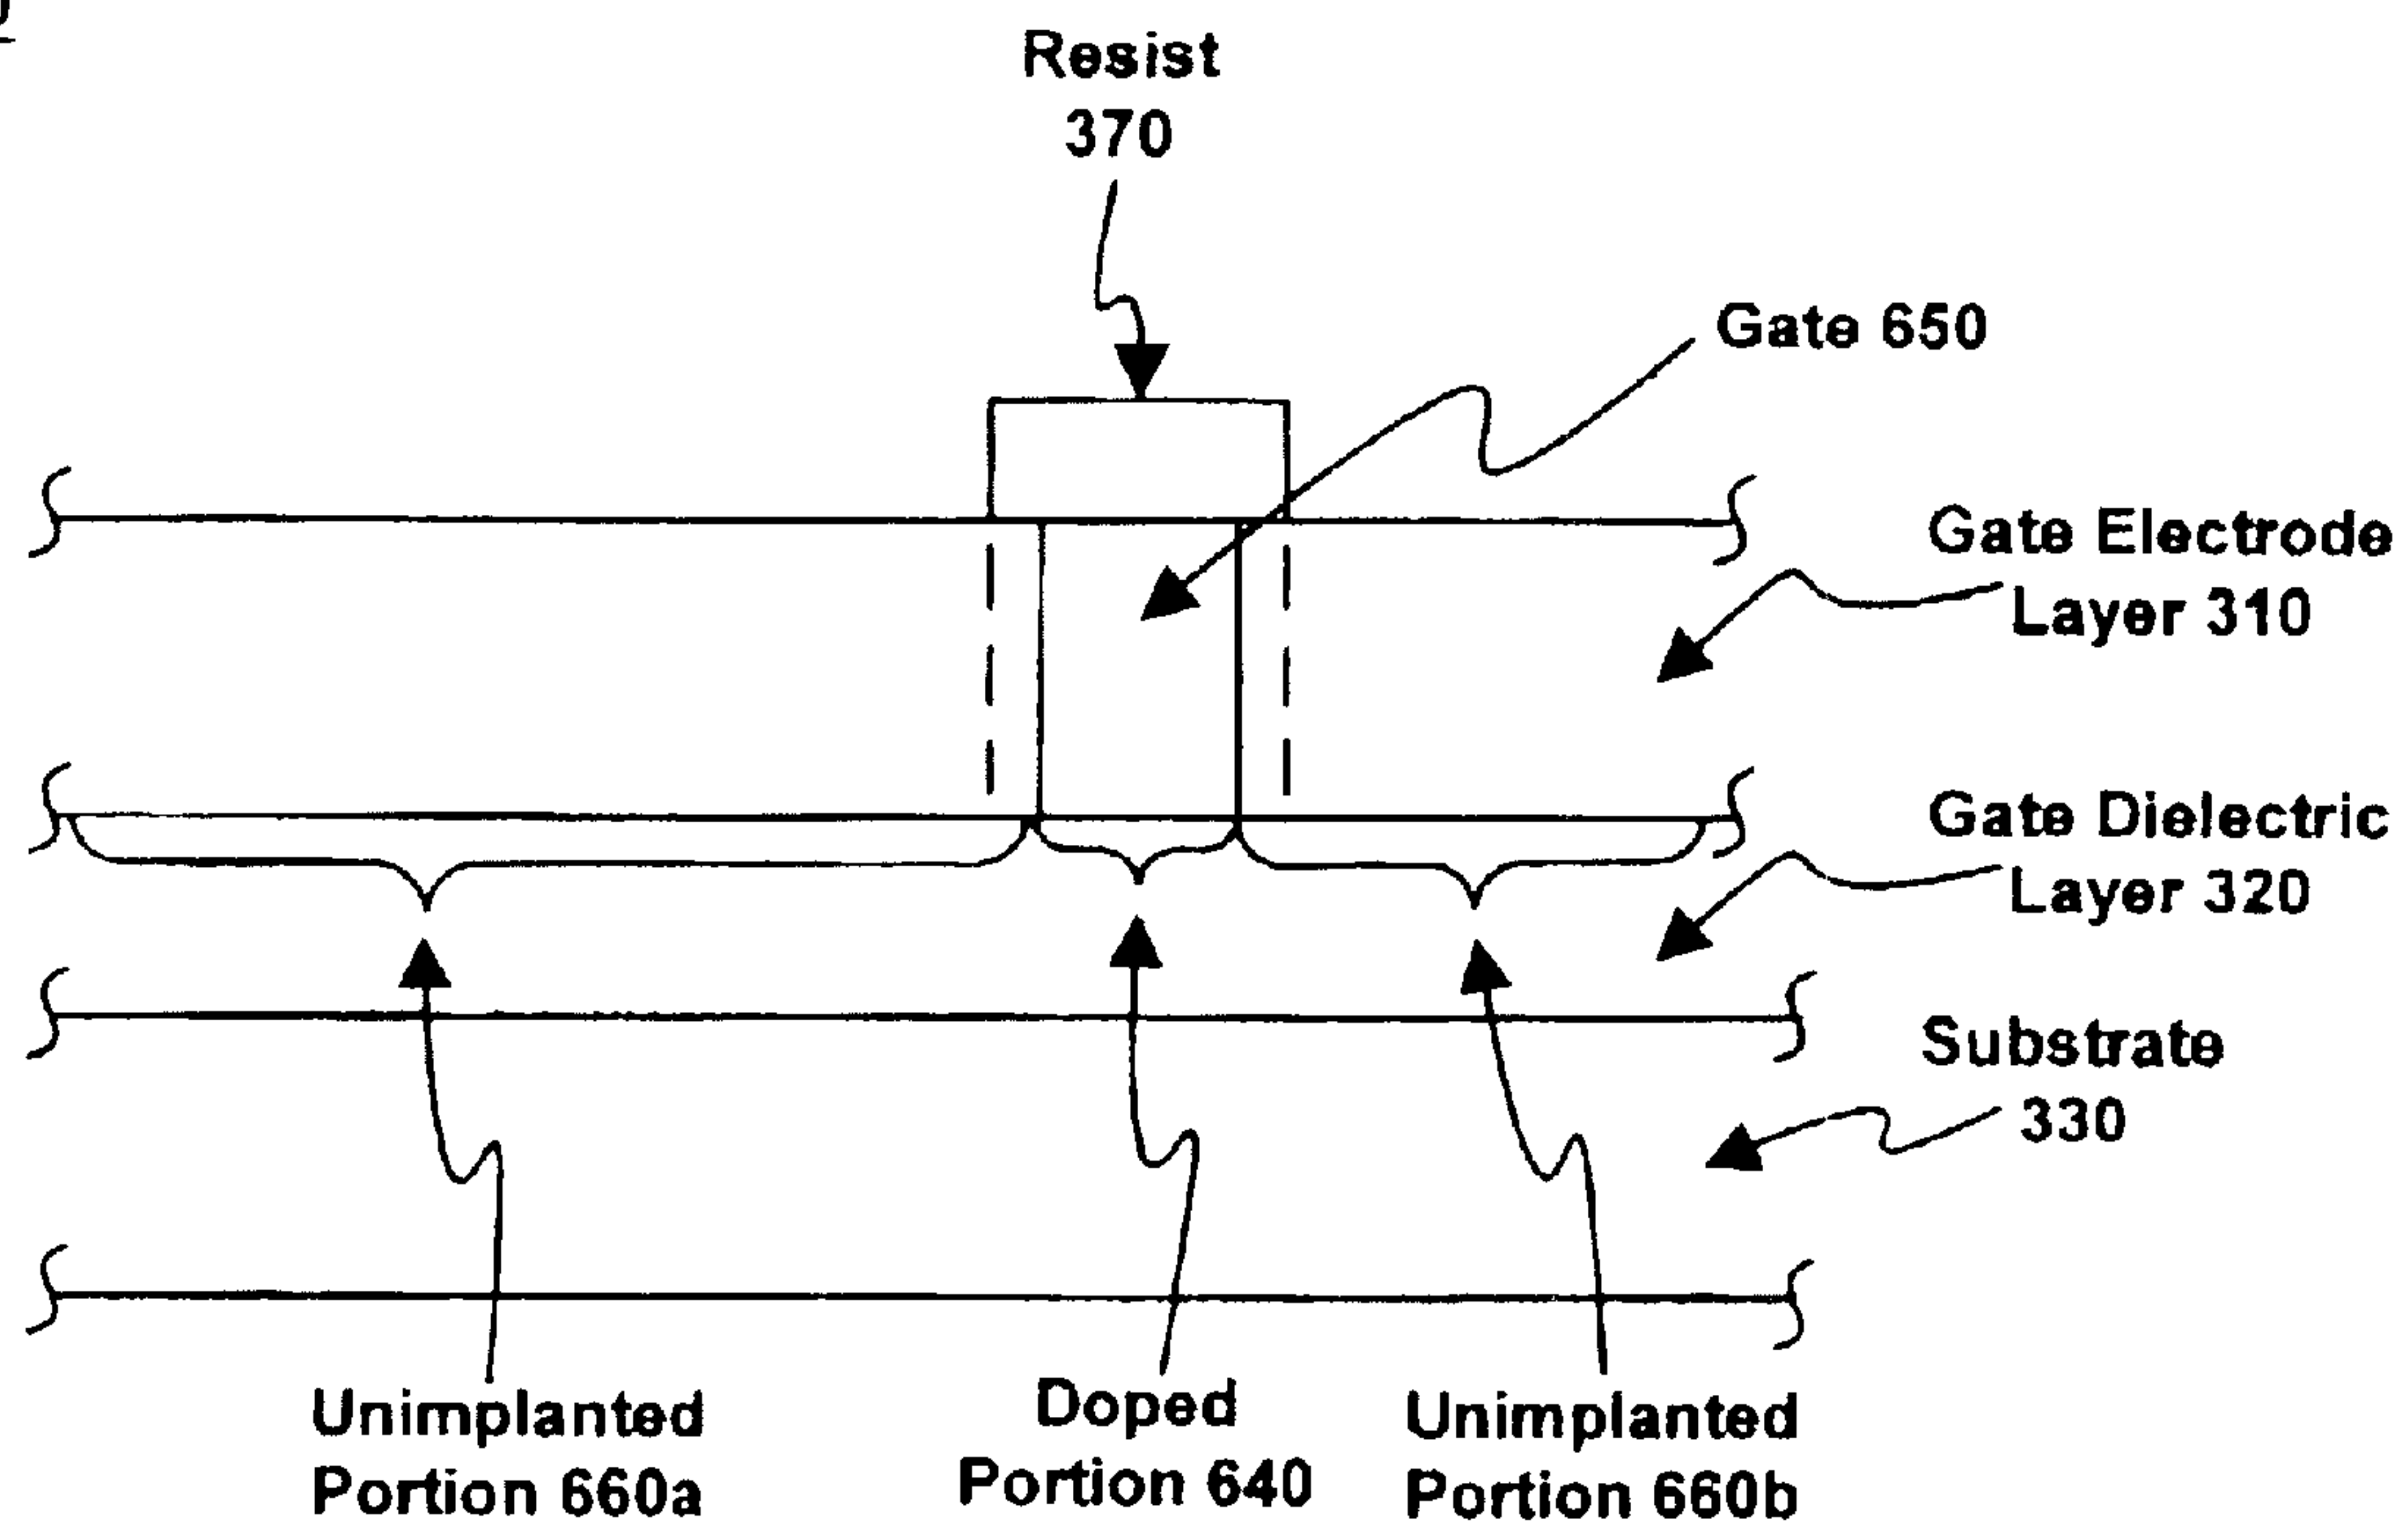 Resist
370
Gate 650
Gate Electrode
Layer 310
Gate Dielectric
Layer 320
Substrate
330
Unimplanted
Portion 660a
Doped
Portion 640
Unimplanted
Portion 660b